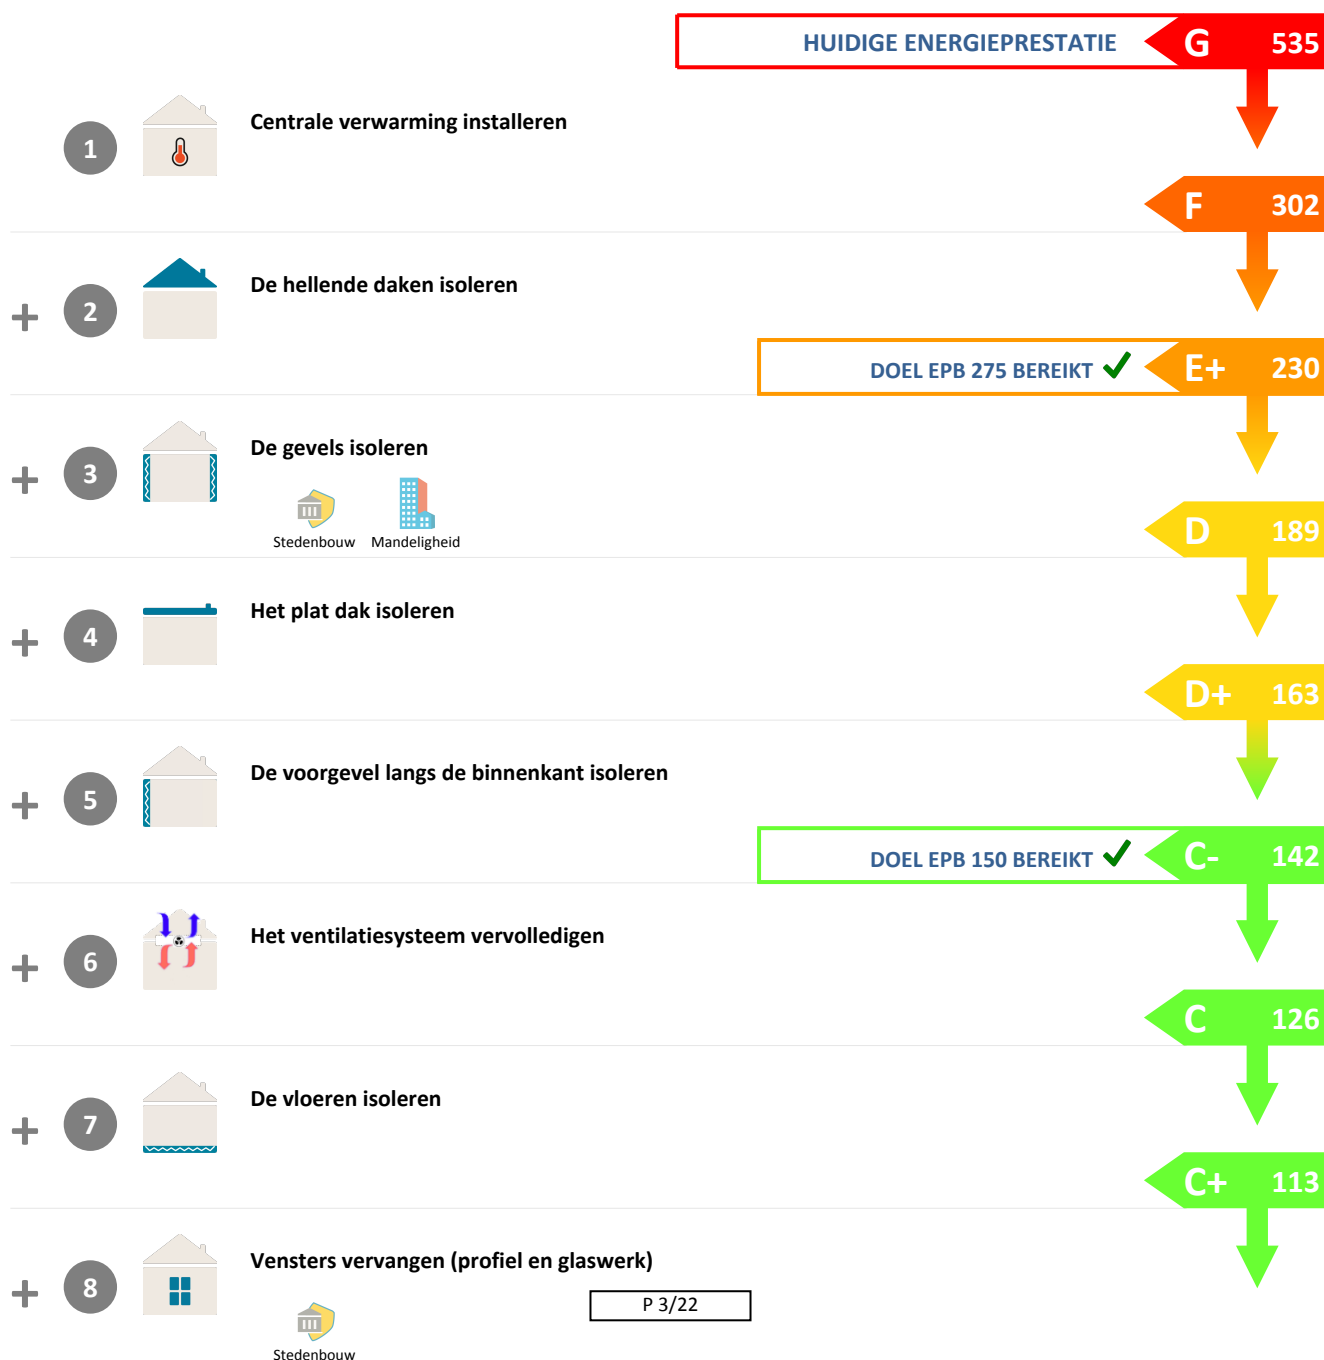 HUIDIGE ENERGIEPRESTATIE G 535
1 Centrale verwarming installeren
F 302
+ 2 De hellende daken isoleren
DOEL EPB 275 BEREIKT ✓ E+ 230
+ 3 De gevels isoleren
Stedenbouw Mandeligheid
D 189
+ 4 Het plat dak isoleren
D+ 163
+ 5 De voorgevel langs de binnenkant isoleren
DOEL EPB 150 BEREIKT ✓ C- 142
+ 6 Het ventilatiesysteem vervolledigen
C 126
+ 7 De vloeren isoleren
C+ 113
+ 8 Vensters vervangen (profiel en glaswerk)
P 3/22
Stedenbouw